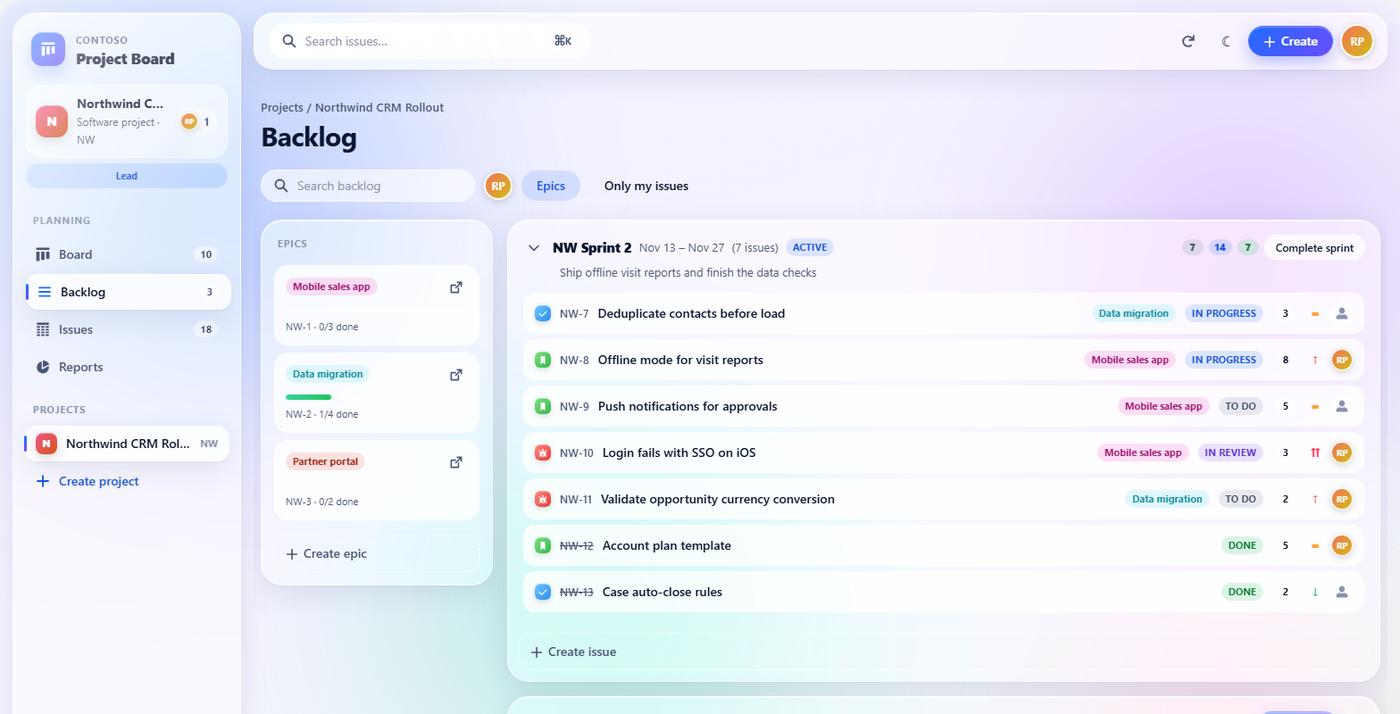 CONTOSO
Project Board
Northwind C...
Software project ·
NW
RP 1
Lead
PLANNING
Board 10
Backlog 3
Issues 18
Reports
PROJECTS
N Northwind CRM Rol... NW
Create project
Search issues... ⌘K
+ Create RP
Projects / Northwind CRM Rollout
Backlog
Search backlog RP Epics Only my issues
EPICS
Mobile sales app
NW-1 · 0/3 done
Data migration
NW-2 · 1/4 done
Partner portal
NW-3 · 0/2 done
+ Create epic
NW Sprint 2 Nov 13 – Nov 27 (7 issues) ACTIVE 7 14 7 Complete sprint
Ship offline visit reports and finish the data checks
NW-7 Deduplicate contacts before load Data migration IN PROGRESS 3
NW-8 Offline mode for visit reports Mobile sales app IN PROGRESS 8 ↑ RP
NW-9 Push notifications for approvals Mobile sales app TO DO 5
NW-10 Login fails with SSO on iOS Mobile sales app IN REVIEW 3 ⇈ RP
NW-11 Validate opportunity currency conversion Data migration TO DO 2 ↑ RP
NW-12 Account plan template DONE 5 RP
NW-13 Case auto-close rules DONE 2 ↓
+ Create issue